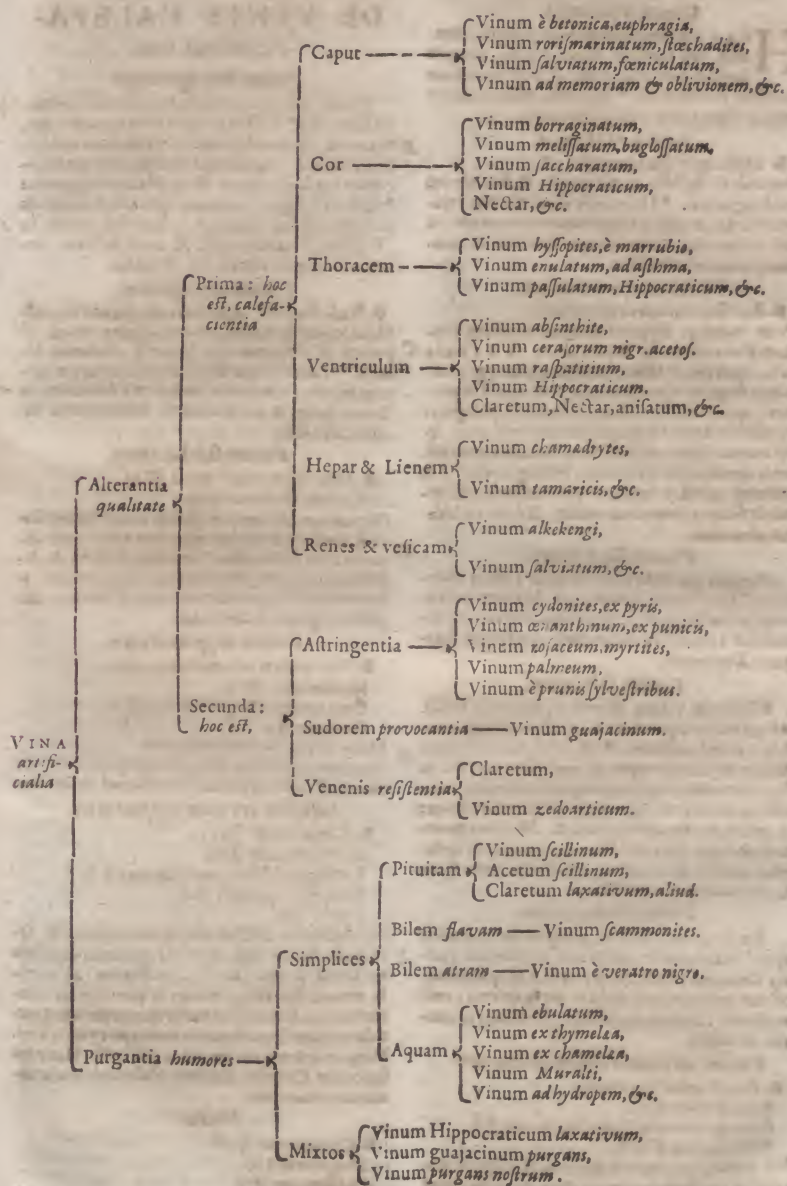 Vinum è betonica, euphragia,
Vinum roriſmarinatum, ſtœchadites,
Caput
Vinum ſalviatum, fœniculatum,
Vinum ad memoriam & oblivionem, &c.
Vinum borraginatum,
Vinum meliſſatum, bugloſſatum,
Cor
Vinum ſaccharatum,
Vinum Hippocraticum,
Nectar, &c.
Vinum hyſſopites, è marrubio,
Thoracem
Vinum enulatum, ad aſthma,
Vinum paſſulatum, Hippocraticum, &c.
Prima: hoc
eſt, calefa-
cientia
Vinum abſinthite,
Vinum ceraſorum nigr. acetoſ.
Ventriculum
Vinum raſpatitium,
Vinum Hippocraticum.
Claretum, Nectar, aniſatum, &c.
Vinum chamædrytes,
Hepar & Lienem
Vinum tamaricis, &c.
Alterantia
qualitate
Vinum alkekengi,
Renes & veſicam
Vinum ſalviatum, &c.
Vinum cydonites, ex pyris,
Vinum œnanthinum, ex punicis,
Aſtringentia
Vinum roſaceum, myrtites,
Vinum palmeum,
Vinum è prunis ſylveſtribus.
Secunda:
hoc eſt,
Sudorem provocantia
Vinum guajacinum.
VINA
artifi-
cialia
Venenis reſiſtentia
Claretum,
Vinum zedoarticum.
Vinum ſcillinum,
Pituitam
Acetum ſcillinum,
Claretum laxativum, aliud.
Bilem flavam
Vinum ſcammonites.
Simplices
Bilem atram
Vinum è veratro nigro.
Vinum ebulatum,
Vinum ex thymelæa,
Aquam
Vinum ex chamelæa,
Purgantia humores
Vinum Muralti,
Vinum ad hydropem, &c.
Vinum Hippocraticum laxativum,
Mixtos
Vinum guajacinum purgans,
Vinum purgans noſtrum.